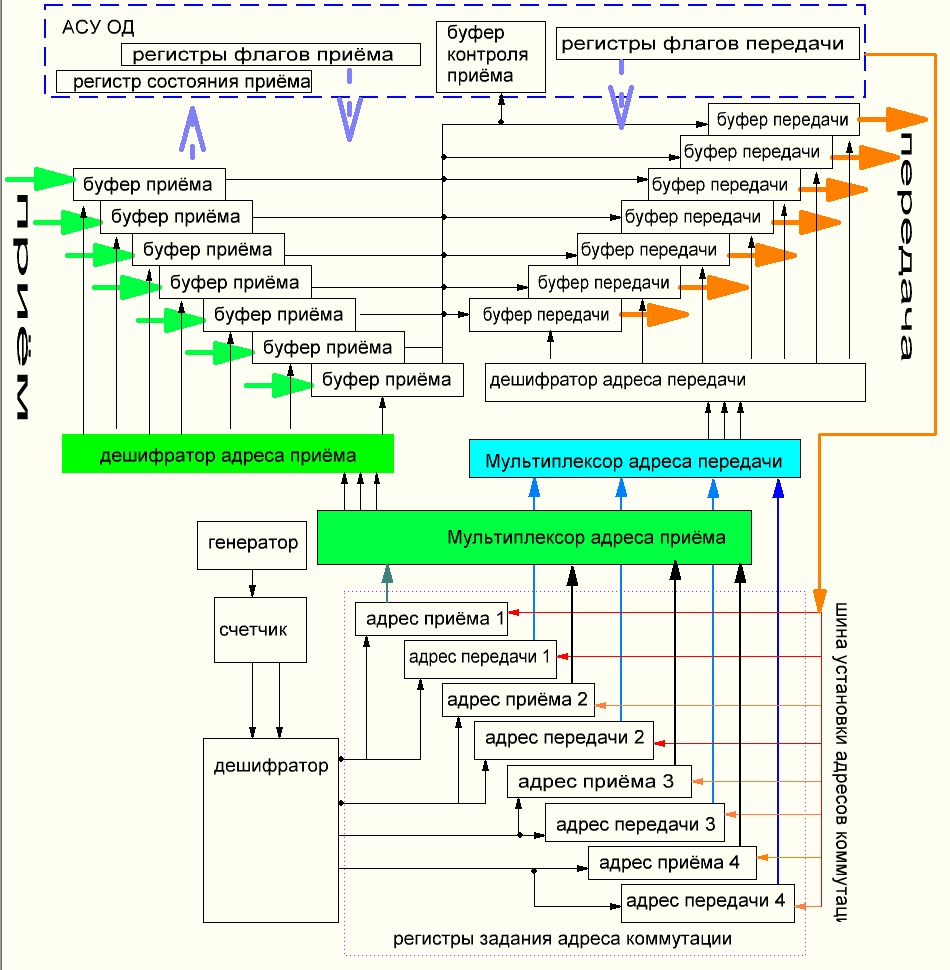 АСУ ОД
регистры флагов приёма
регистр состояния приёма
буфер
контроля
приёма
регистры флагов передачи
буфер передачи
буфер передачи
буфер передачи
буфер передачи
буфер передачи
буфер передачи
буфер передачи
передача
приём
буфер приёма
буфер приёма
буфер приёма
буфер приёма
буфер приёма
буфер приёма
буфер приёма
дешифратор адреса передачи
дешифратор адреса приёма
Мультиплексор адреса передачи
Мультиплексор адреса приёма
генератор
счетчик
дешифратор
адрес приёма 1
адрес передачи 1
адрес приёма 2
адрес передачи 2
адрес приёма 3
адрес передачи 3
адрес приёма 4
адрес передачи 4
регистры задания адреса коммутации
шина установки адресов коммутаци